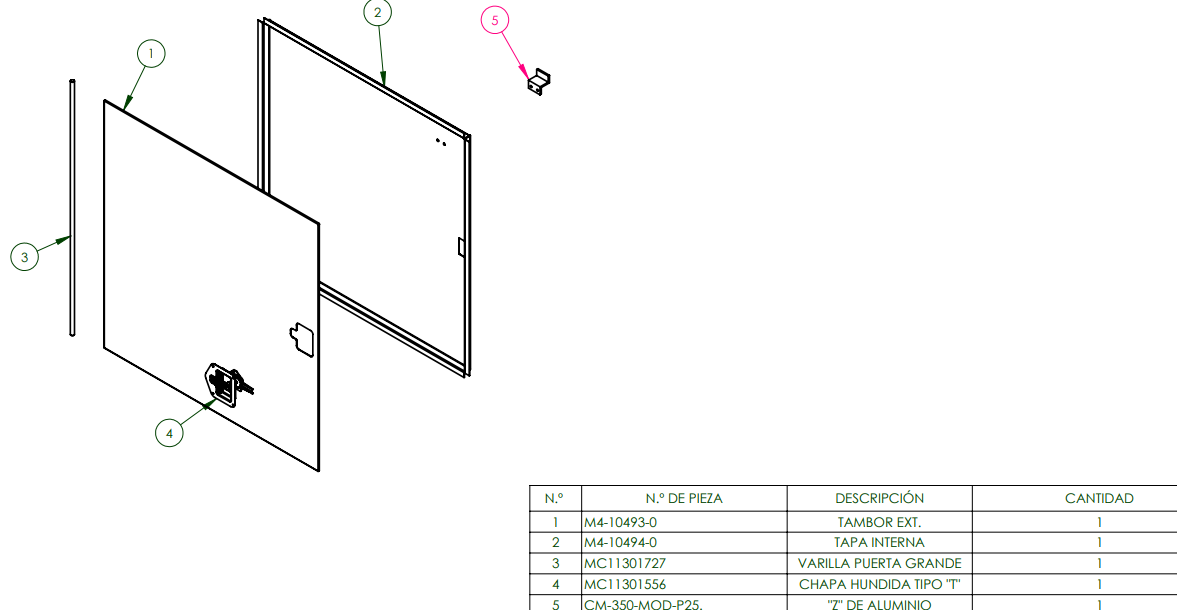 2
5
1
3
4
N.º N.º DE PIEZA DESCRIPCIÓN CANTIDAD
1 M4-10493-0 TAMBOR EXT. 1
2 M4-10494-0 TAPA INTERNA 1
3 MC11301727 VARILLA PUERTA GRANDE 1
4 MC11301556 CHAPA HUNDIDA TIPO "T" 1
5 CM-350-MOD-P25. "Z" DE ALUMINIO 1